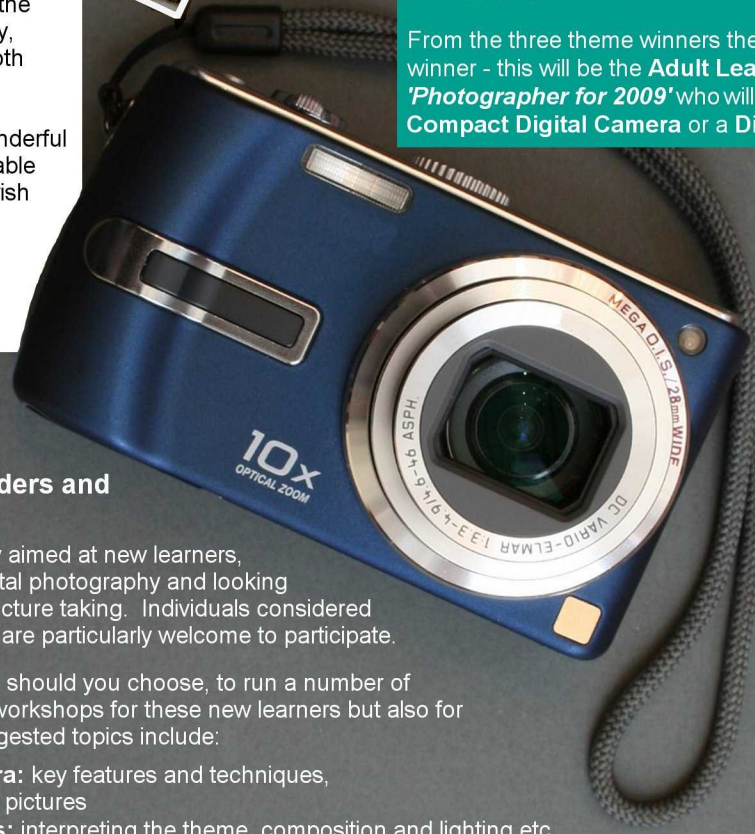 the
y,
oth
nderful
able
ish
From the three theme winners the
winner - this will be the Adult Lea
'Photographer for 2009' who will
Compact Digital Camera or a Di
MEGA O.I.S./28mm WIDE
DC VARIO-ELMAR 1:3.3-4.9/4.6-46 ASPH.
10x
OPTICAL ZOOM
ders and
y aimed at new learners,
tal photography and looking
cture taking. Individuals considered
are particularly welcome to participate.
should you choose, to run a number of
workshops for these new learners but also for
gested topics include:
ra: key features and techniques,
pictures
s: interpreting the theme, composition and lighting etc